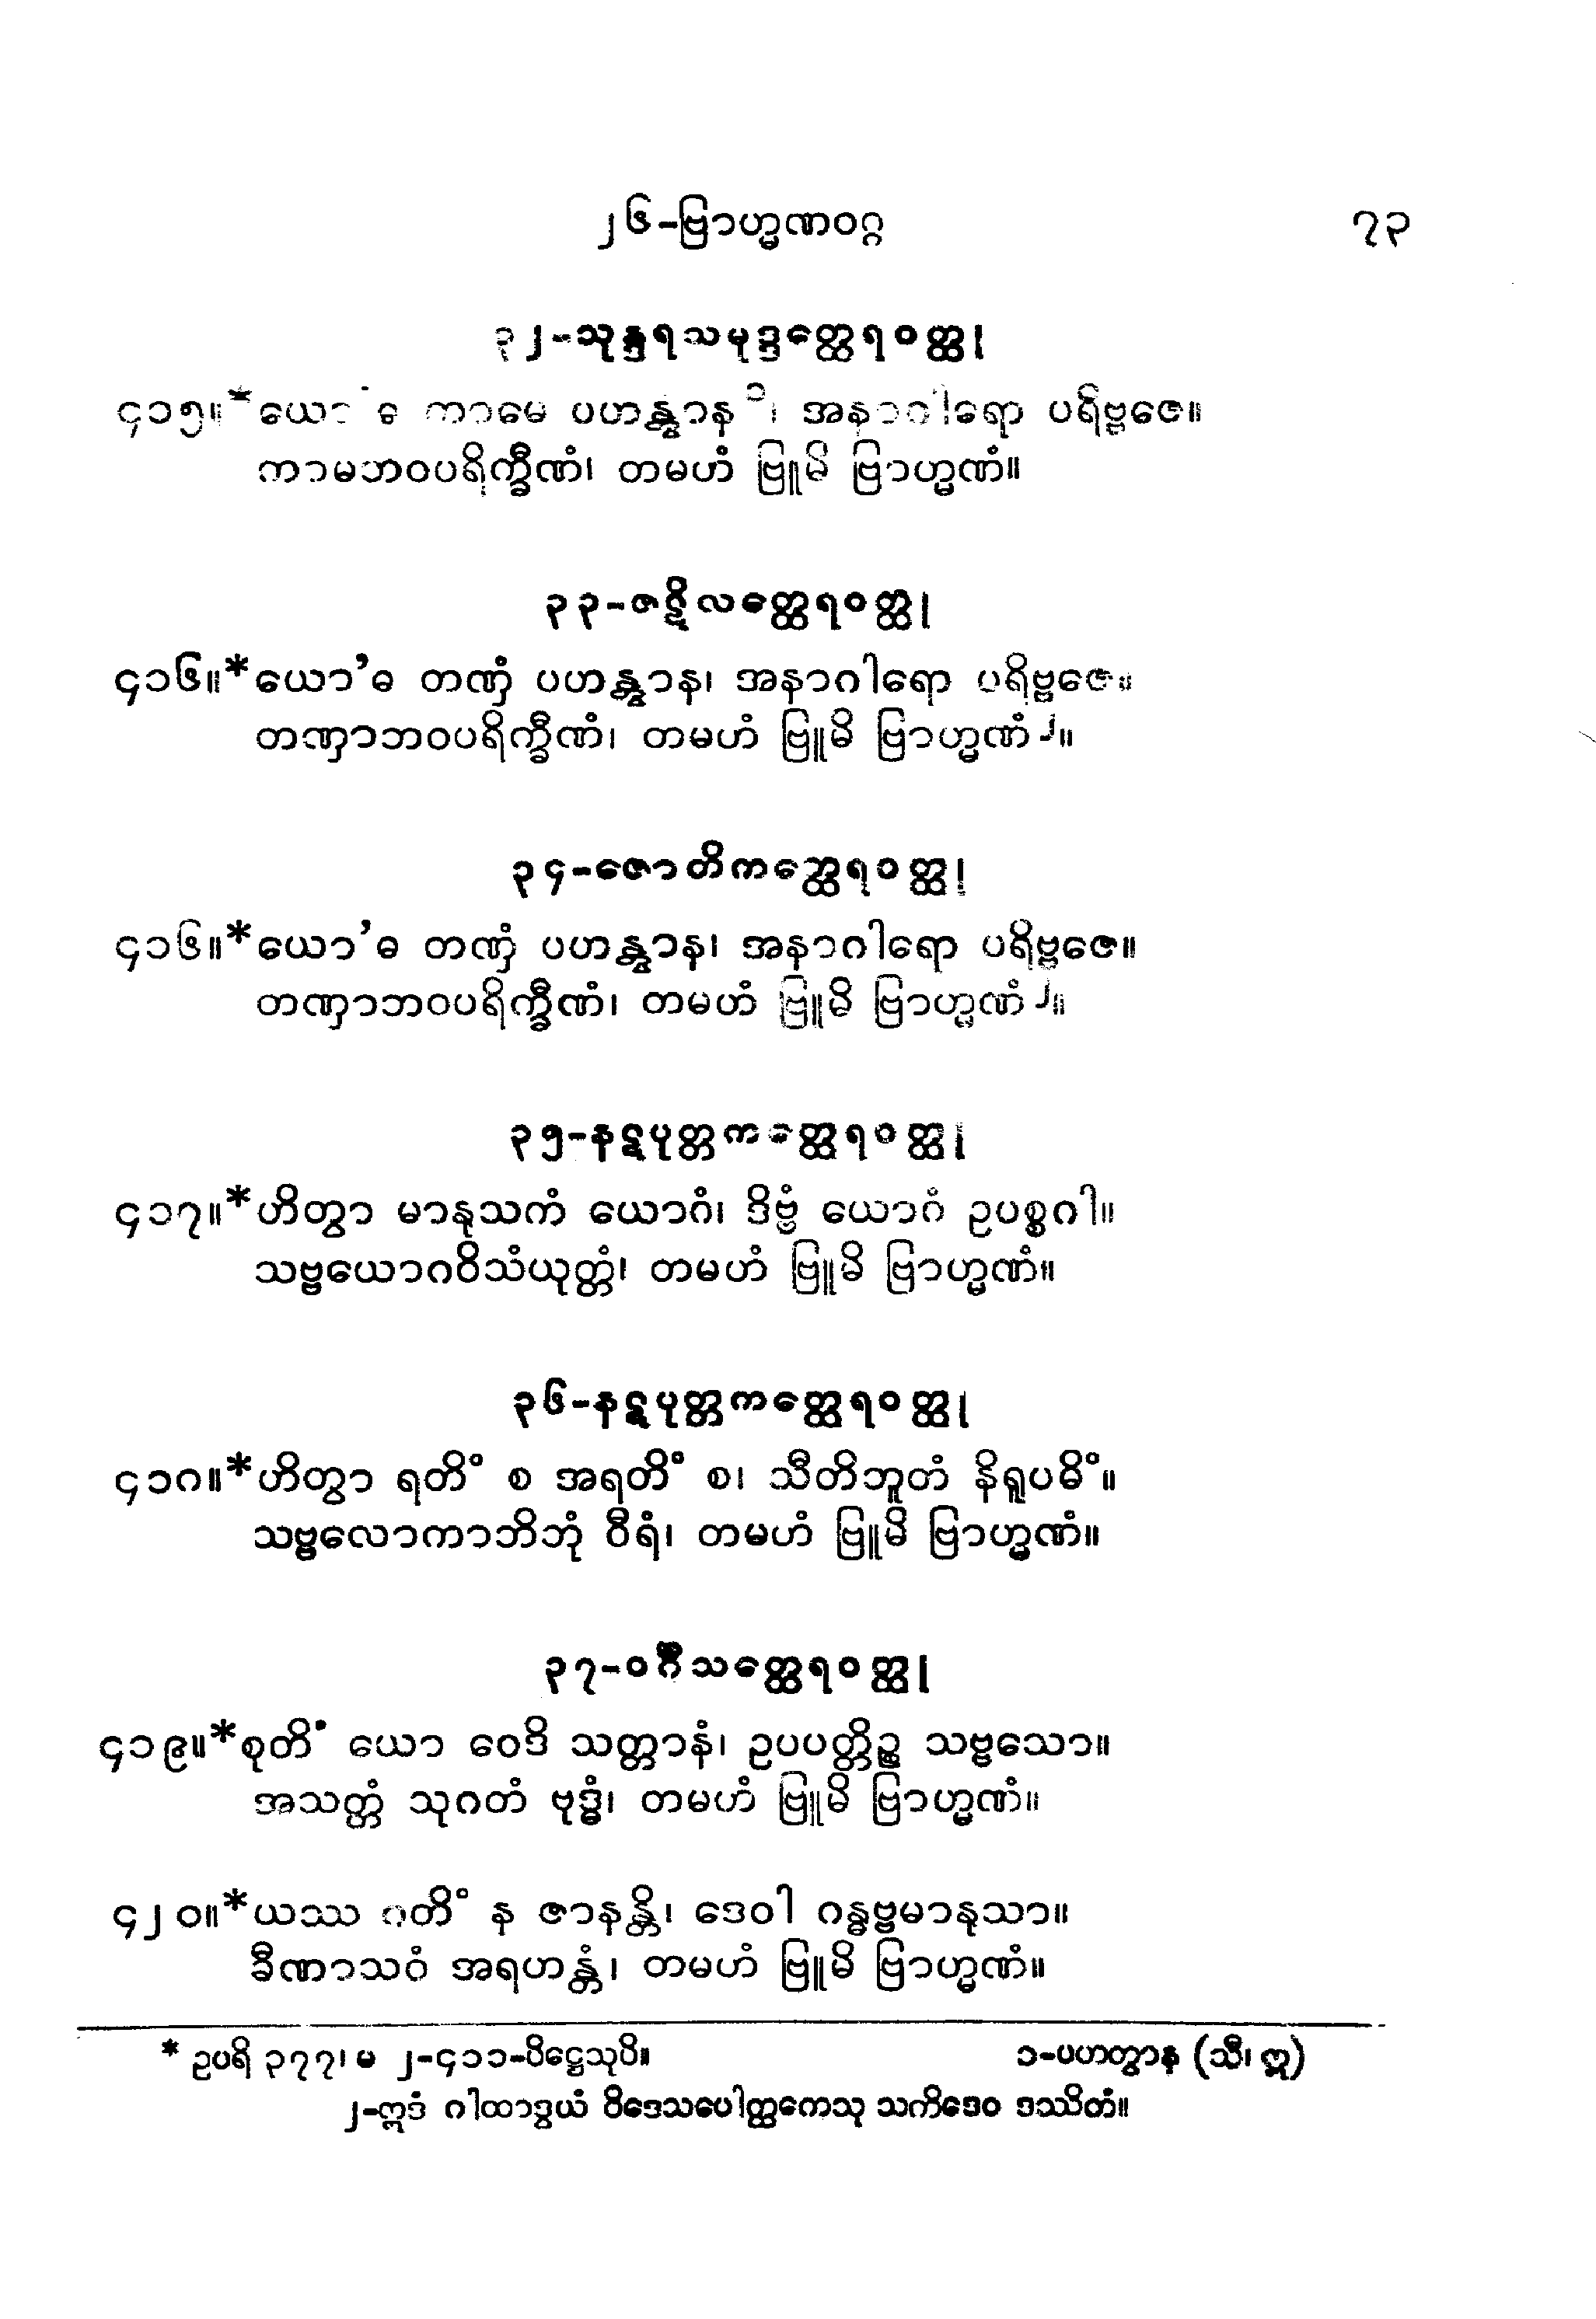 ၂၆-ဗြာဟ္မဏဝဂ္ဂ ၇၃
၃၂-သုန္ဒရသမုဒ္ဒတ္ထေရဝတ္ထု
၄၁၅။*ယော'ဓ ကာမေ ပဟန္တွာန၁၊ အနာဂါရော ပရိဗ္ဗဇေ။
ကာမဘဝပရိက္ခီဏံ၊ တမဟံ ဗြူမိ ဗြာဟ္မဏံ။
၃၃-ဇဋိလတ္ထေရဝတ္ထု
၄၁၆။*ယော'ဓ တဏှံ ပဟန္တွာန၊ အနာဂါရော ပရိဗ္ဗဇေ။
တဏှာဘဝပရိက္ခီဏံ၊ တမဟံ ဗြူမိ ဗြာဟ္မဏံ၂။
၃၄-ဇောတိကတ္ထေရဝတ္ထု
၄၁၆။*ယော'ဓ တဏှံ ပဟန္တွာန၊ အနာဂါရော ပရိဗ္ဗဇေ။
တဏှာဘဝပရိက္ခီဏံ၊ တမဟံ ဗြူမိ ဗြာဟ္မဏံ၂။
၃၅-နဋပုတ္တကတ္ထေရဝတ္ထု
၄၁၇။*ဟိတွာ မာနုသကံ ယောဂံ၊ ဒိဗ္ဗံ ယောဂံ ဥပစ္စဂါ။
သဗ္ဗယောဂဝိသံယုတ္တံ၊ တမဟံ ဗြူမိ ဗြာဟ္မဏံ။
၃၆-နဋပုတ္တကတ္ထေရဝတ္ထု
၄၁၈။*ဟိတွာ ရတိံ စ အရတိံ စ၊ သီတိဘူတံ နိရူပဓိံ။
သဗ္ဗလောကာဘိဘုံ ဝီရံ၊ တမဟံ ဗြူမိ ဗြာဟ္မဏံ။
၃၇-ဝင်္ဂီသတ္ထေရဝတ္ထု
၄၁၉။*စုတိံ ယော ဝေဒိ သတ္တာနံ၊ ဥပပတ္တိဉ္စ သဗ္ဗသော။
အသတ္တံ သုဂတံ ဗုဒ္ဓံ၊ တမဟံ ဗြူမိ ဗြာဟ္မဏံ။
၄၂၀။*ယဿ ဂတိံ န ဇာနန္တိ၊ ဒေဝါ ဂန္ဓဗ္ဗမာနုသာ။
ခီဏာသဝံ အရဟန္တံ၊ တမဟံ ဗြူမိ ဗြာဟ္မဏံ။
* ဥပရိ ၃၇၇၊ မ ၂-၄၁၁-ပိဋ္ဌေသုပိ။ ၁-ပဟတွာန (သီ၊ ဣ)
၂-ဣဒံ ဂါထာဒွယံ ဝိဒေသပေါတ္ထကေသု သကိဒေဝ ဒဿိတံ။